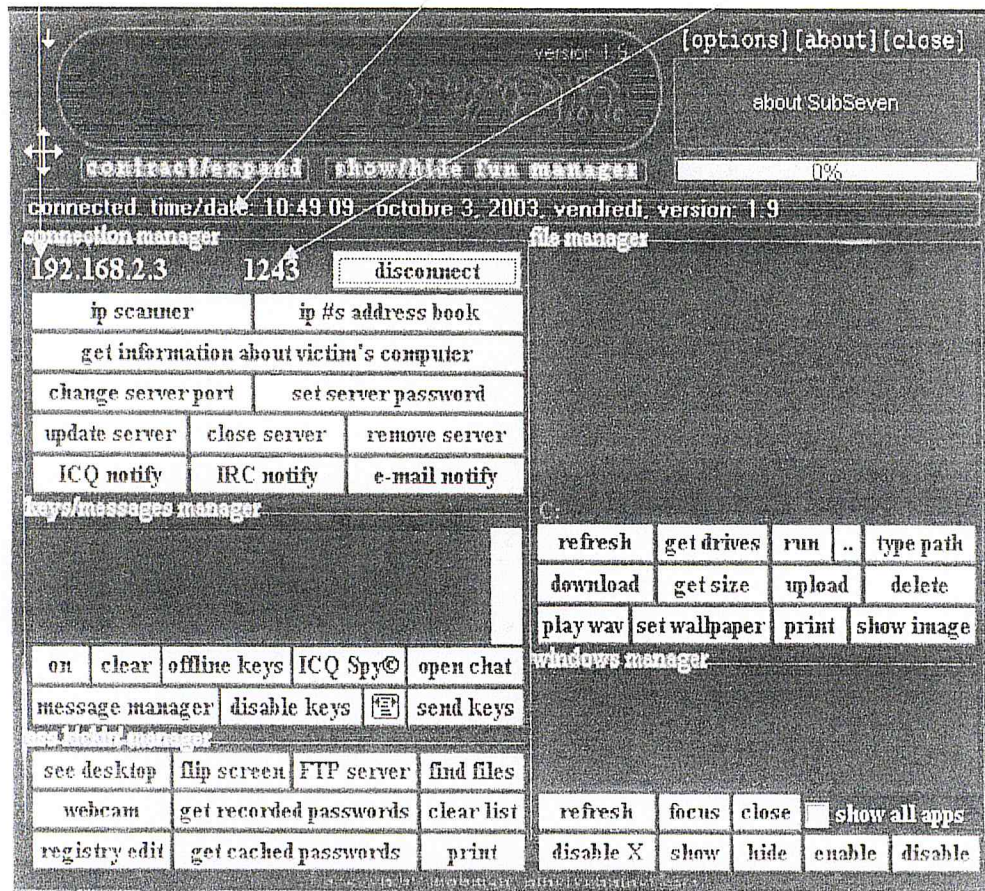 version 1.9
[options][about][close]
about SubSeven
contract/expand show/hide fun manager
0%
connected. time/date: 10:49.09 - octobre 3, 2003, vendredi, version: 1.9
connection manager
192.168.2.3 1243 disconnect
ip scanner ip #s address book
get information about victim's computer
change server port set server password
update server close server remove server
ICQ notify IRC notify e-mail notify
keys/messages manager
on clear offline keys ICQ Spy© open chat
message manager disable keys send keys
manager
see desktop flip screen FTP server find files
webcam get recorded passwords clear list
registry edit get cached passwords print
file manager
C:
refresh get drives run .. type path
download get size upload delete
play wav set wallpaper print show image
windows manager
refresh focus close show all apps
disable X show hide enable disable